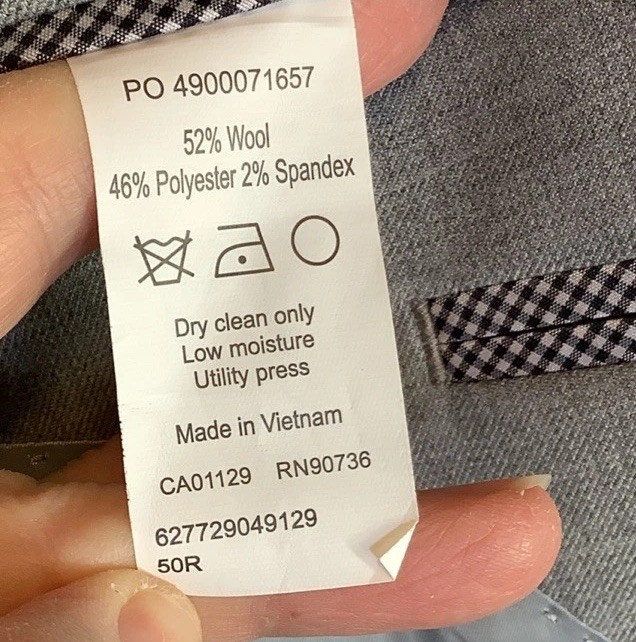 PO 4900071657
52% Wool
46% Polyester 2% Spandex
Dry clean only
Low moisture
Utility press
Made in Vietnam
CA01129 RN90736
627729049129
50R